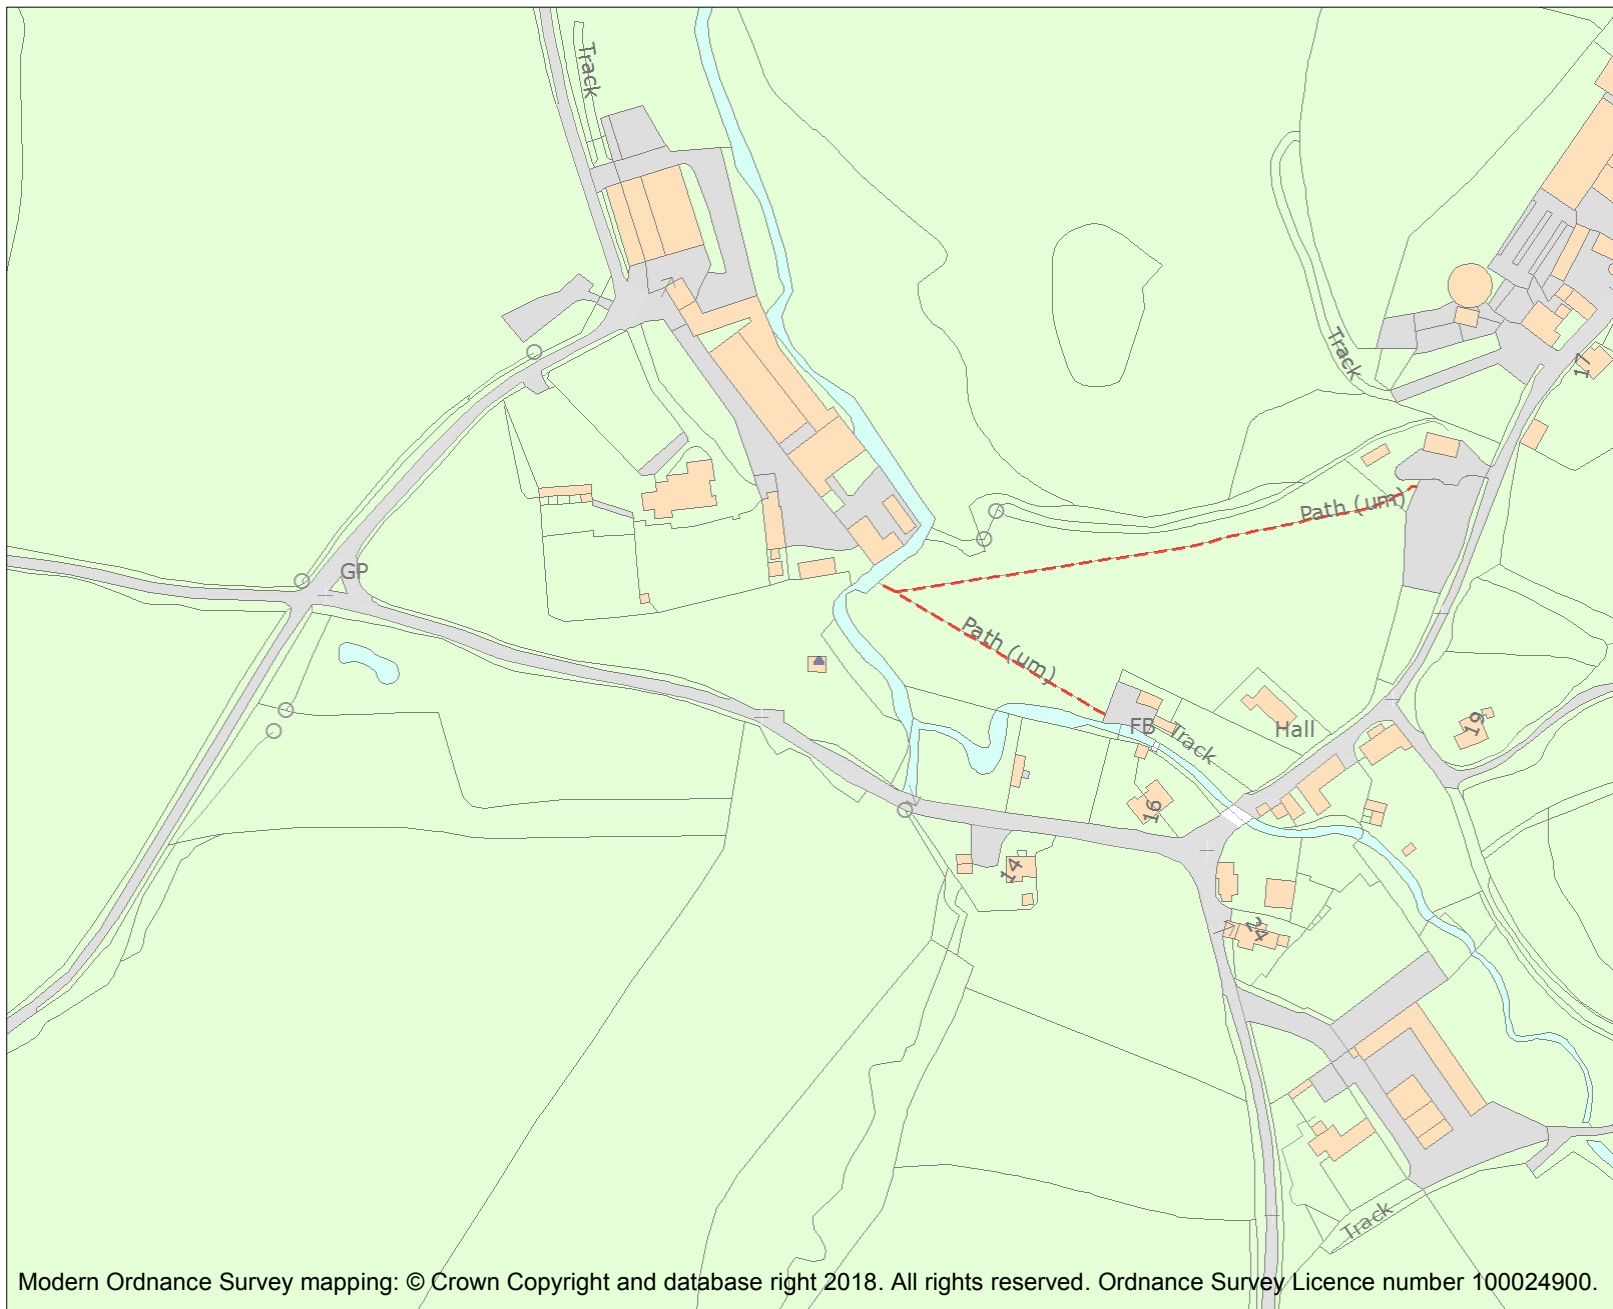 Track
Track
17
Path (um)
GP
Path (um)
FB
Track
Hall
19
16
14
24
Track
Modern Ordnance Survey mapping: © Crown Copyright and database right 2018. All rights reserved. Ordnance Survey Licence number 100024900.